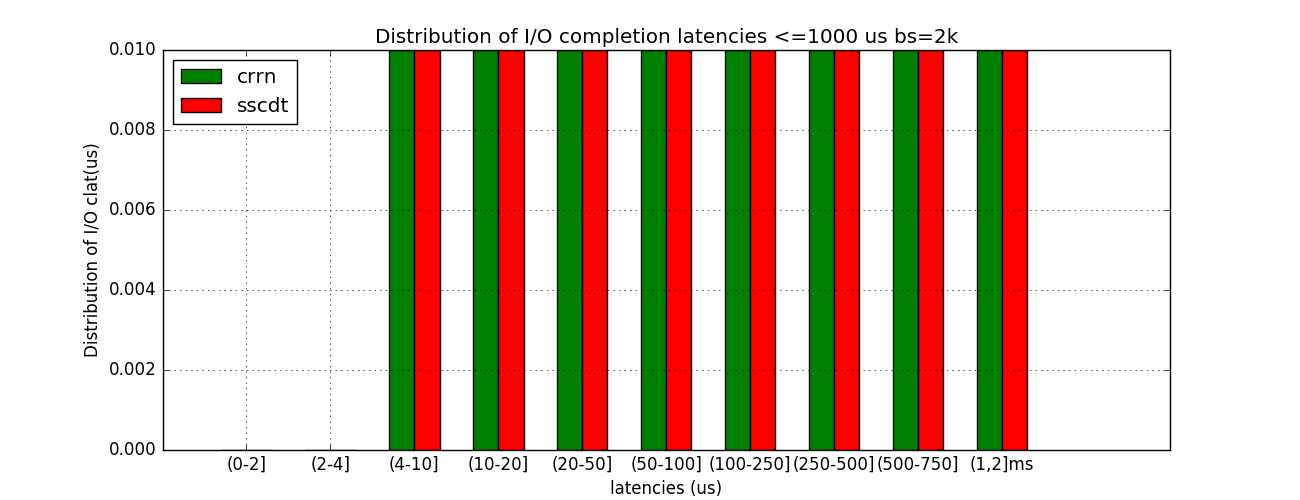 Distribution of I/O completion latencies <=1000 us bs=2k
crrn
sscdt
Distribution of I/O clat(us)
0.010
0.008
0.006
0.004
0.002
0.000
(0-2] (2-4] (4-10] (10-20] (20-50] (50-100] (100-250] (250-500] (500-750] (1,2]ms
latencies (us)